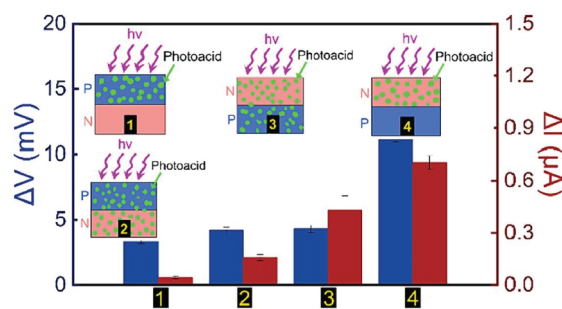 20
15
10
5
0
ΔV (mV)
1.5
1.2
0.9
0.6
0.3
0.0
ΔI (μA)
hv
Photoacid
P
N
1
hv
Photoacid
P
N
2
hv
Photoacid
N
P
3
hv
Photoacid
N
P
4
1 2 3 4